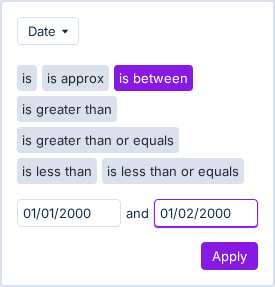 Date
is is approx is between
is greater than
is greater than or equals
is less than is less than or equals
01/01/2000 and 01/02/2000
Apply